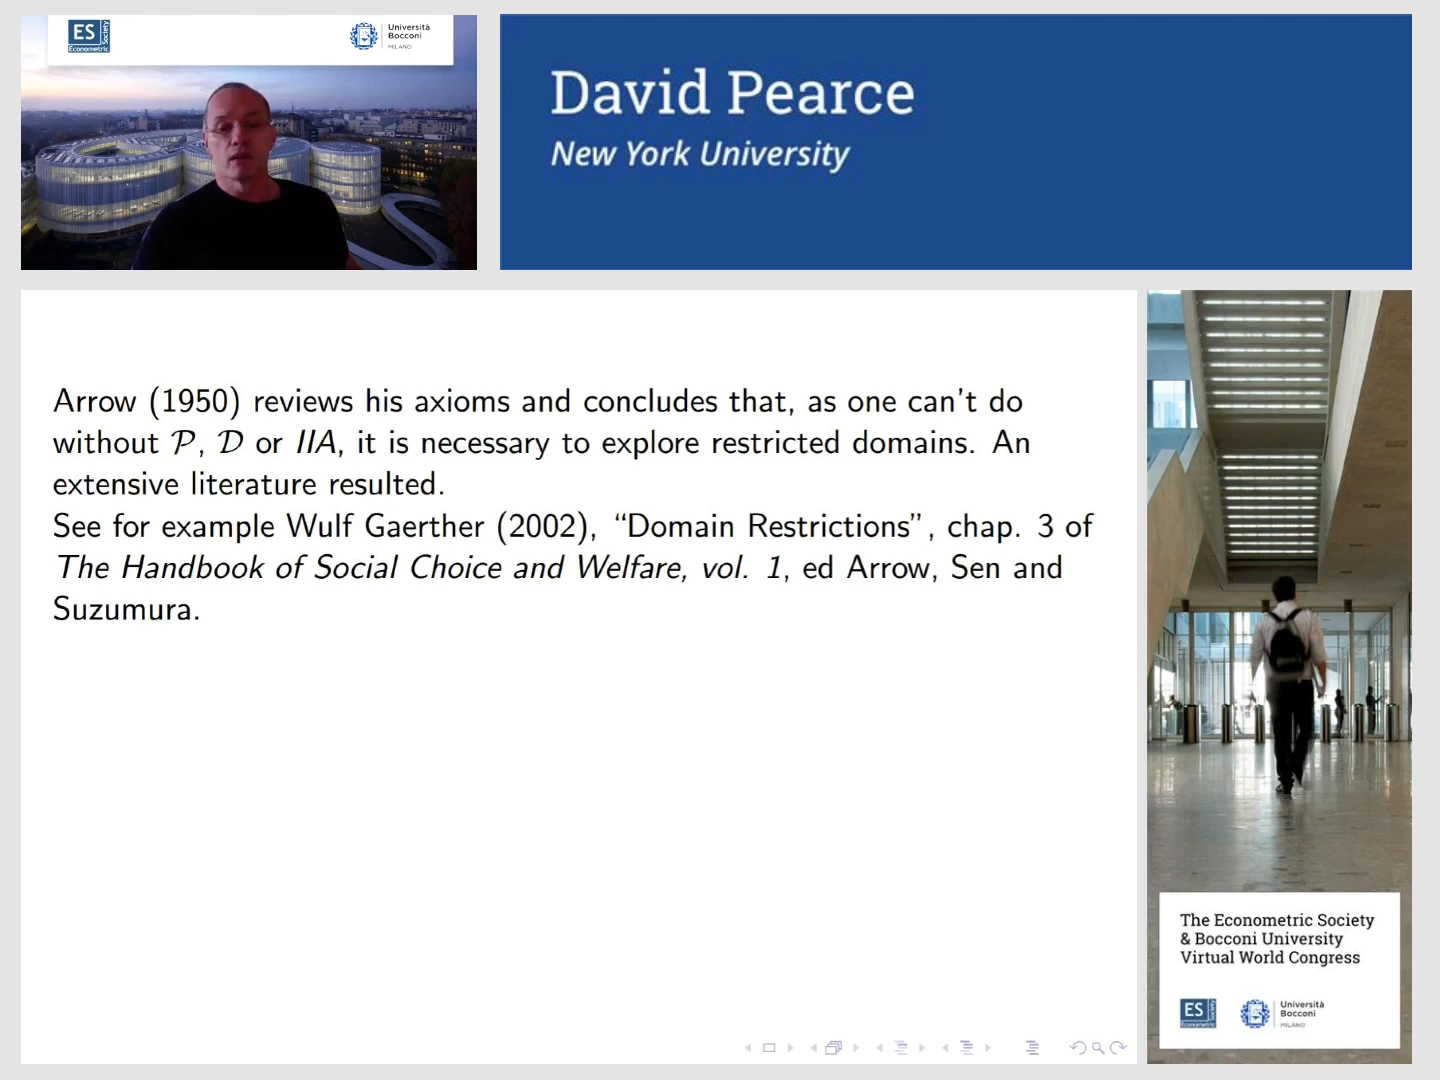 ES
Econometric
Society
Università
Bocconi
MILANO
David Pearce
New York University
Arrow (1950) reviews his axioms and concludes that, as one can't do
without 𝒫, 𝒟 or IIA, it is necessary to explore restricted domains. An
extensive literature resulted.
See for example Wulf Gaerther (2002), “Domain Restrictions”, chap. 3 of
The Handbook of Social Choice and Welfare, vol. 1, ed Arrow, Sen and
Suzumura.
The Econometric Society
& Bocconi University
Virtual World Congress
ES
Econometric
Society
Università
Bocconi
MILANO